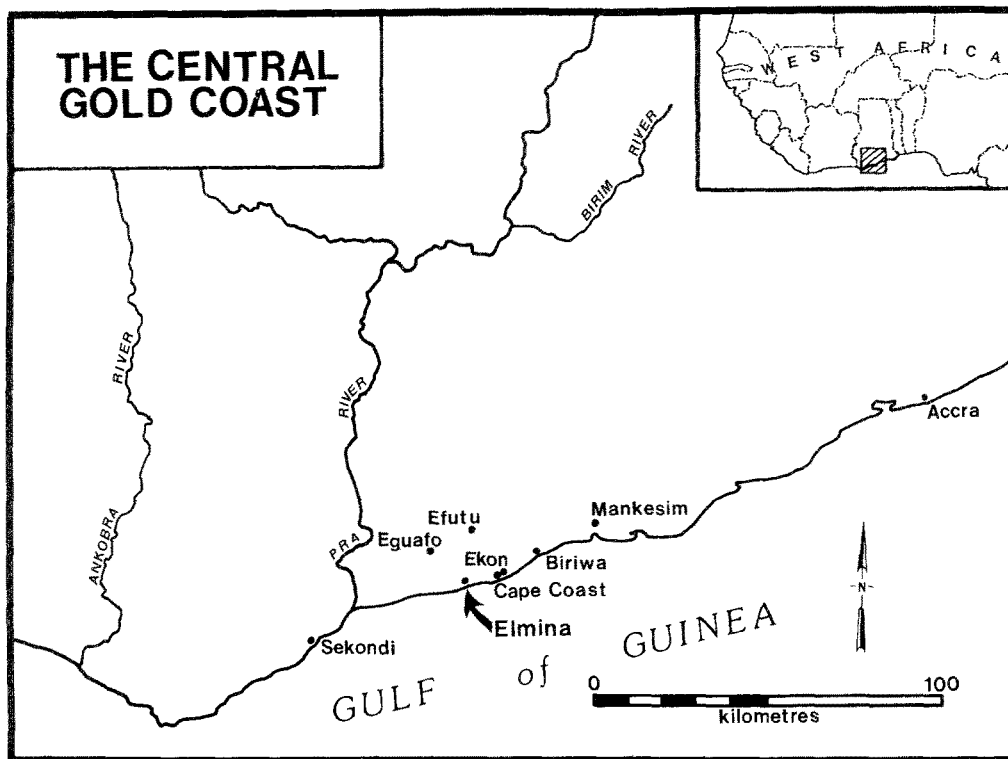 THE CENTRAL
GOLD COAST
WEST AFRICA
BIRIM RIVER
ANKOBRA RIVER
PRA RIVER
Accra
Mankesim
Efutu
Eguafo
Ekon
Biriwa
Cape Coast
Elmina
Sekondi
GULF of GUINEA
N
0 100
kilometres